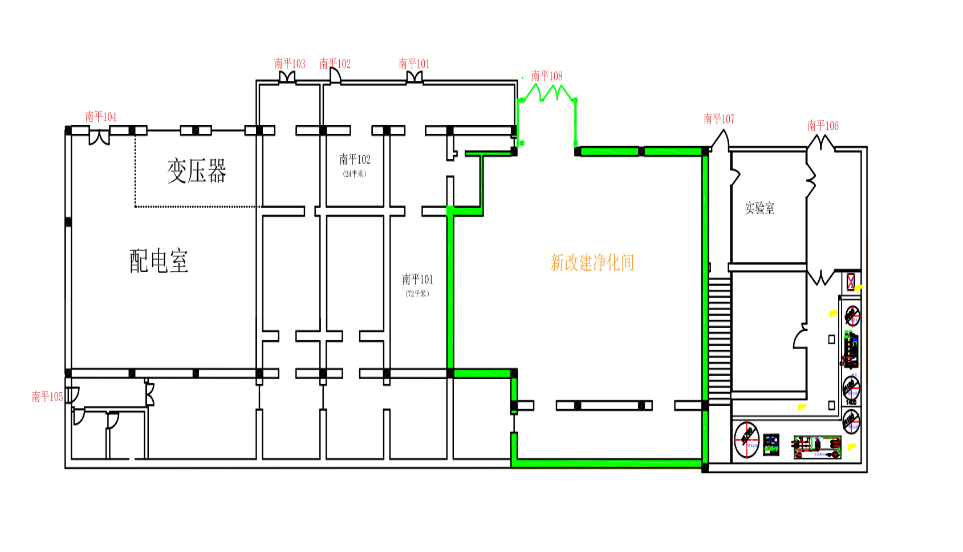 南平103
南平102
南平101
南平108
南平104
南平107
南平106
变压器
南平102
(24平米)
实验室
配电室
新改建净化间
南平101
(72平米)
南平105